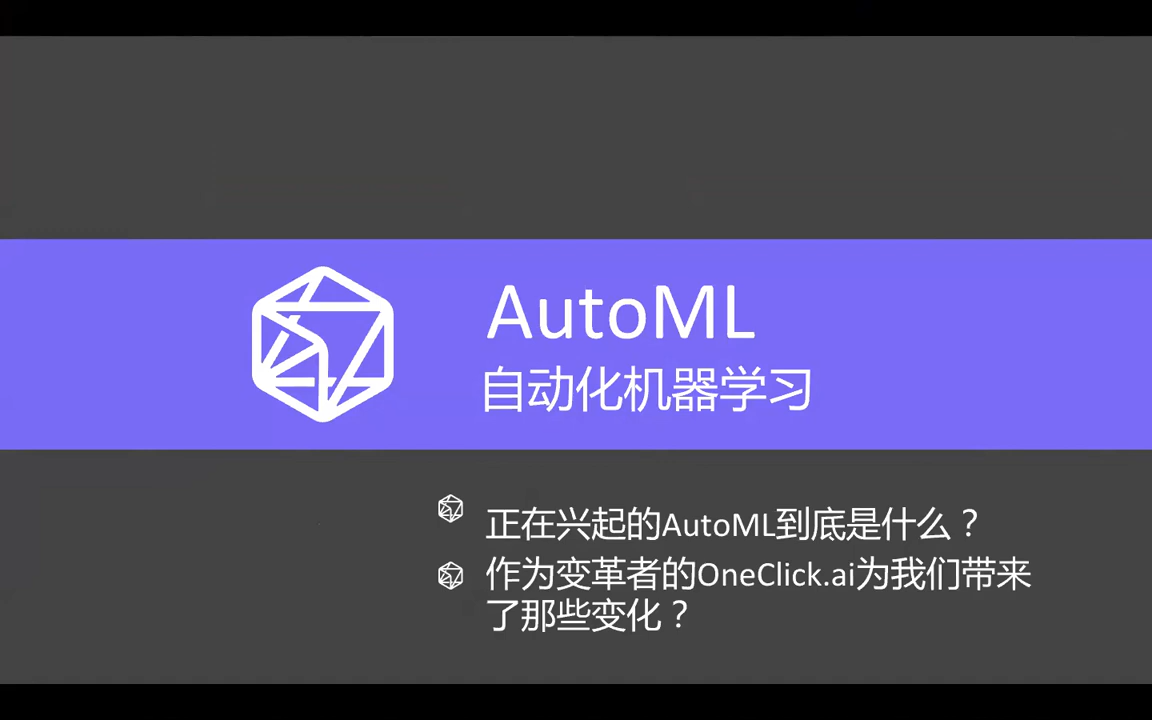 AutoML
自动化机器学习
正在兴起的AutoML到底是什么？
作为变革者的OneClick.ai为我们带来
了那些变化？